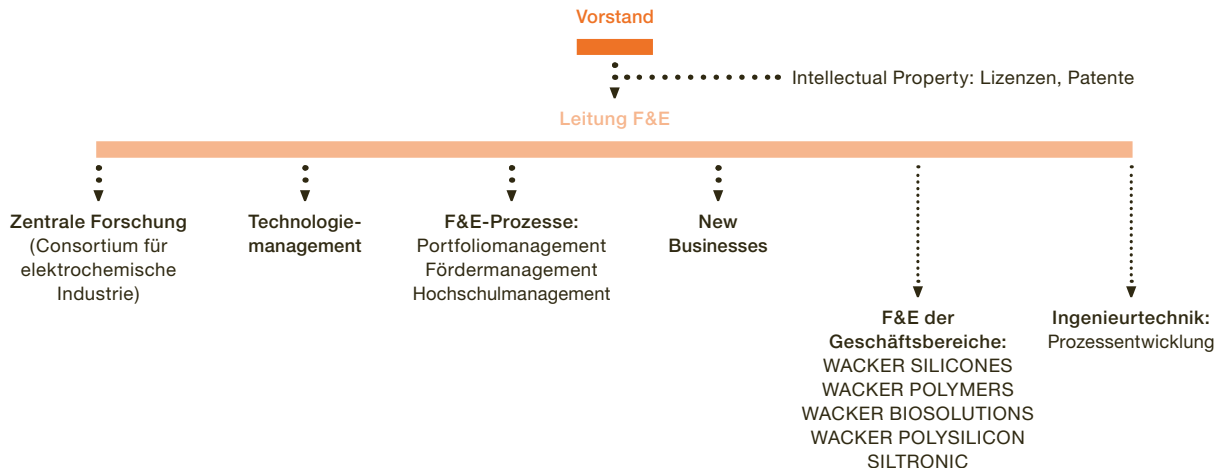 Vorstand
Intellectual Property: Lizenzen, Patente
Leitung F&E
Zentrale Forschung
(Consortium für
elektrochemische
Industrie)
Technologie-
management
F&E-Prozesse:
Portfoliomanagement
Fördermanagement
Hochschulmanagement
New
Businesses
F&E der
Geschäftsbereiche:
WACKER SILICONES
WACKER POLYMERS
WACKER BIOSOLUTIONS
WACKER POLYSILICON
SILTRONIC
Ingenieurtechnik:
Prozessentwicklung